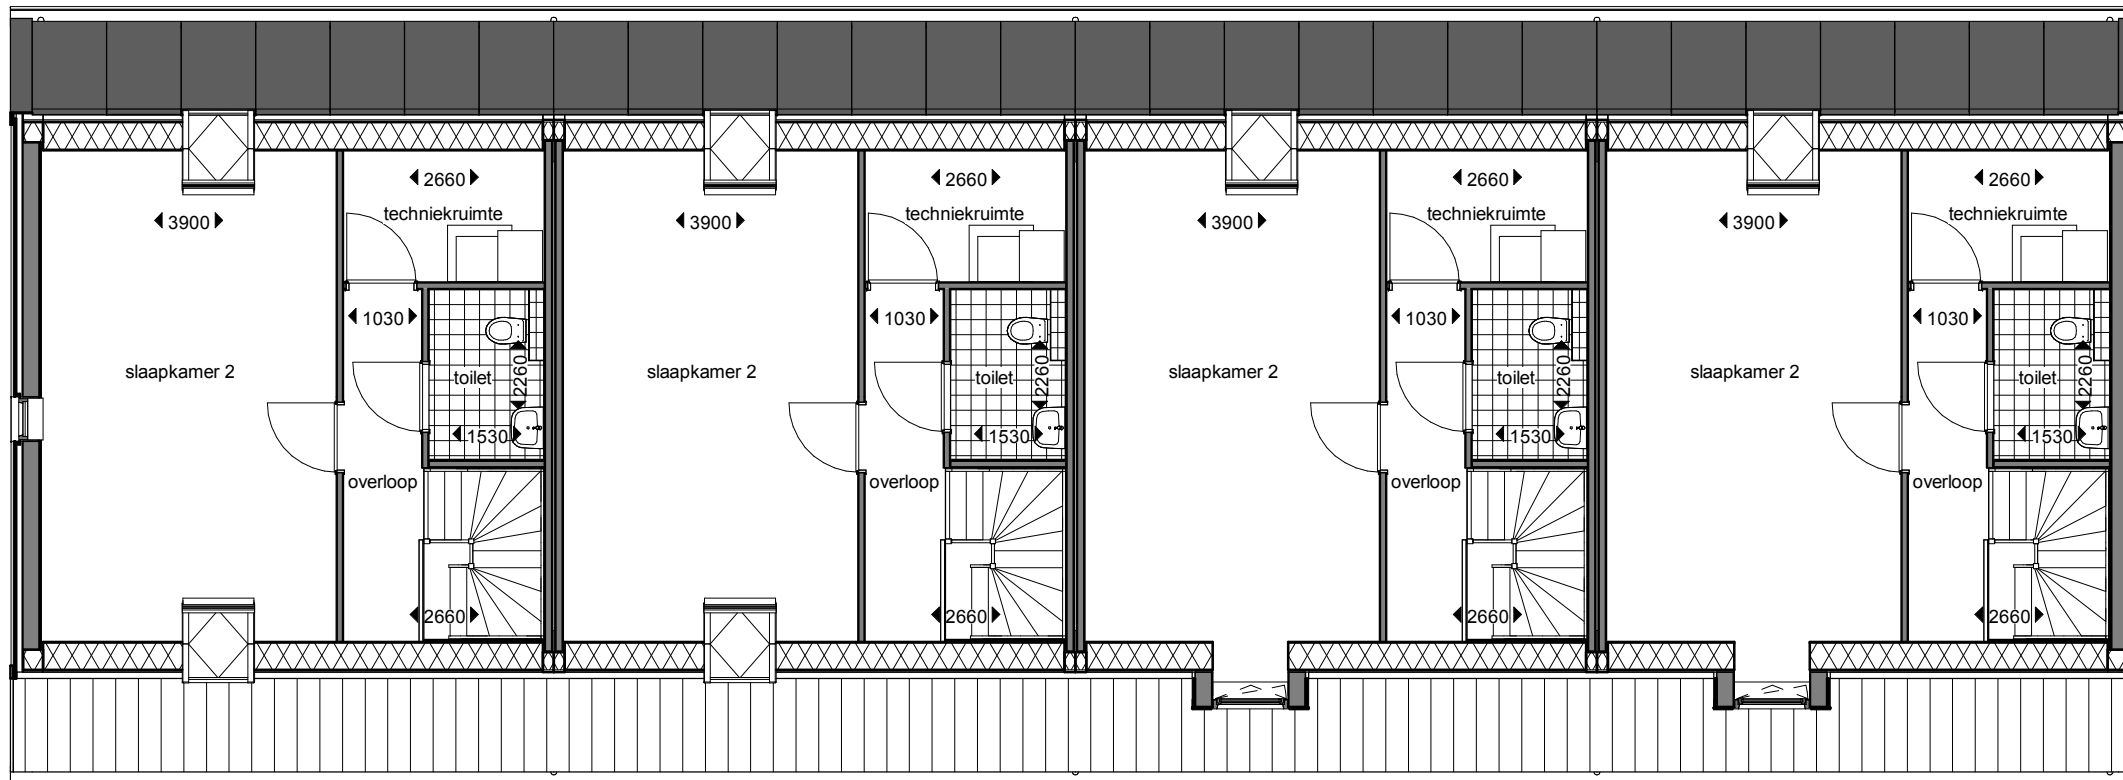 2660 2660 2660 2660
techniekruimte techniekruimte techniekruimte techniekruimte
3900 3900 3900 3900
1030 1030 1030 1030
slaapkamer 2 slaapkamer 2 slaapkamer 2 slaapkamer 2
toilet toilet toilet toilet
2260 2260 2260 2260
1530 1530 1530 1530
overloop overloop overloop overloop
2660 2660 2660 2660